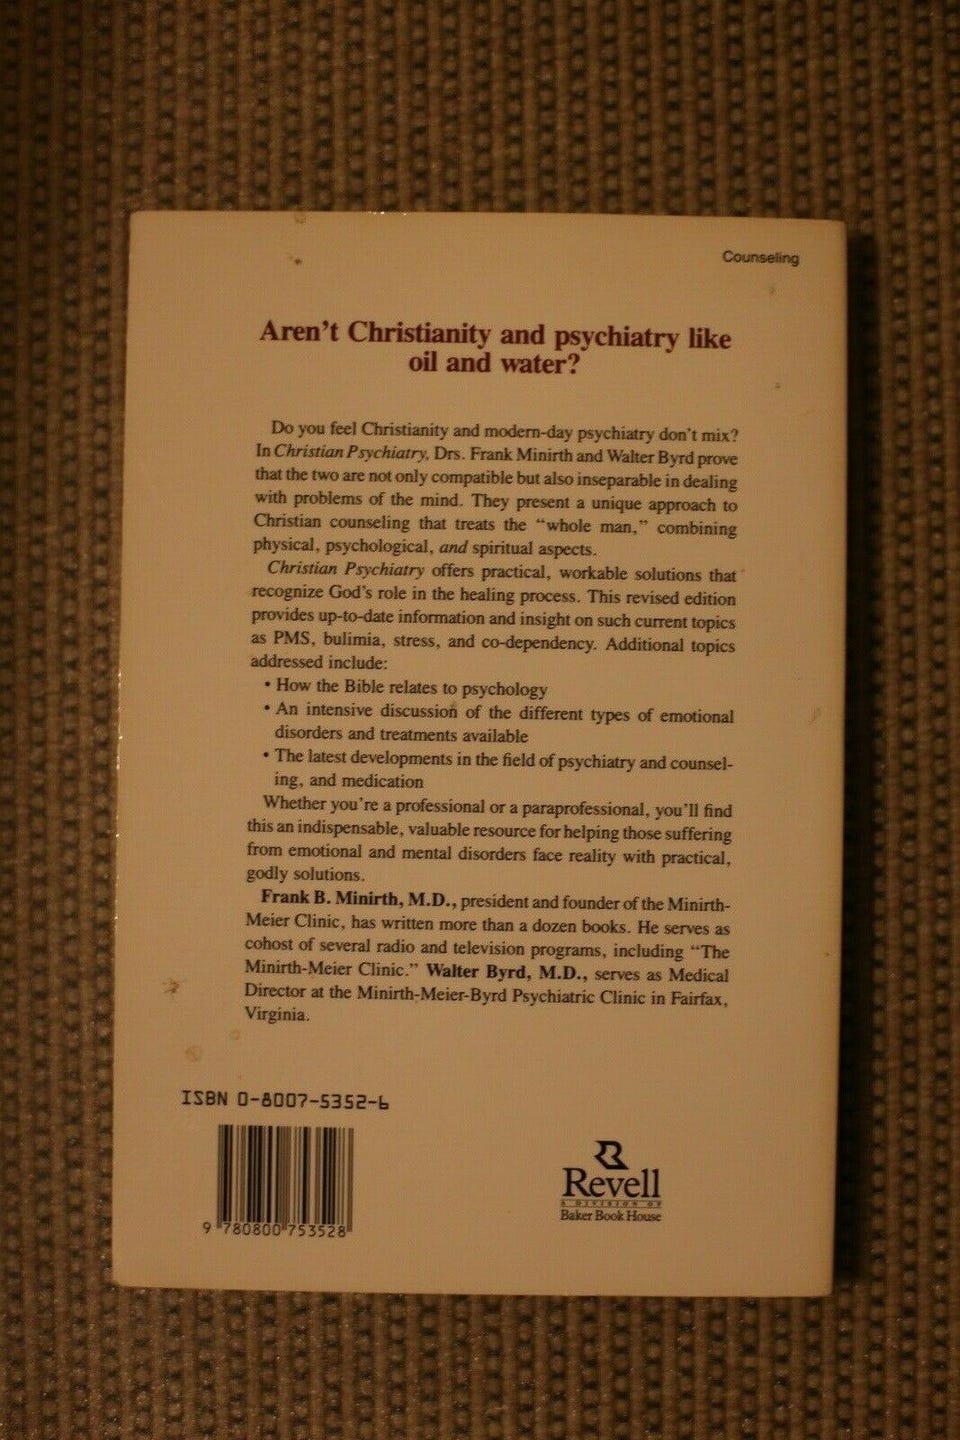 Counseling
Aren't Christianity and psychiatry like
oil and water?
Do you feel Christianity and modern-day psychiatry don't mix?
In Christian Psychiatry, Drs. Frank Minirth and Walter Byrd prove
that the two are not only compatible but also inseparable in dealing
with problems of the mind. They present a unique approach to
Christian counseling that treats the “whole man,” combining
physical, psychological, and spiritual aspects.
Christian Psychiatry offers practical, workable solutions that
recognize God's role in the healing process. This revised edition
provides up-to-date information and insight on such current topics
as PMS, bulimia, stress, and co-dependency. Additional topics
addressed include:
• How the Bible relates to psychology
• An intensive discussion of the different types of emotional
disorders and treatments available
• The latest developments in the field of psychiatry and counsel-
ing, and medication
Whether you're a professional or a paraprofessional, you'll find
this an indispensable, valuable resource for helping those suffering
from emotional and mental disorders face reality with practical,
godly solutions.
Frank B. Minirth, M.D., president and founder of the Minirth-
Meier Clinic, has written more than a dozen books. He serves as
cohost of several radio and television programs, including “The
Minirth-Meier Clinic.” Walter Byrd, M.D., serves as Medical
Director at the Minirth-Meier-Byrd Psychiatric Clinic in Fairfax,
Virginia.
ISBN 0-8007-5352-6
9 780800 753528
Revell
A DIVISION OF
Baker Book House